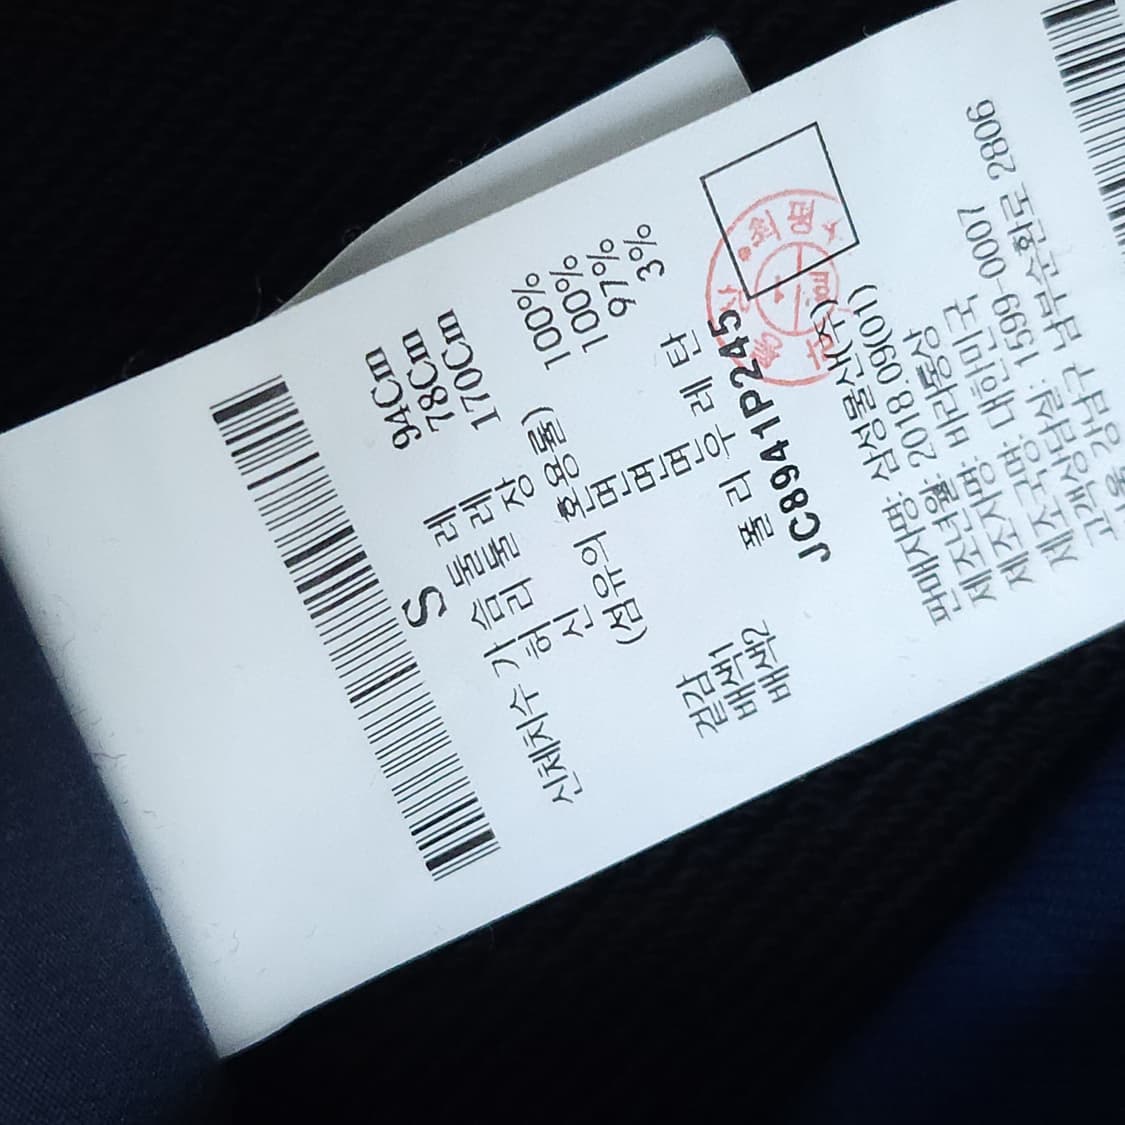 S
신체치수 가슴둘레 94Cm
허리둘레 78Cm
신장 170Cm
(섬유의 혼용율)
겉감 면 100%
배색1 면 100%
배색2 면 97%
폴리우레탄 3%
JC8941P245
판매자명: 삼성물산(주)
제조년월: 2018.09(01)
제조자명: 바리동상
제조국명: 대한민국
고객상담실: 1599-0007
강남구 남부순환로 2806